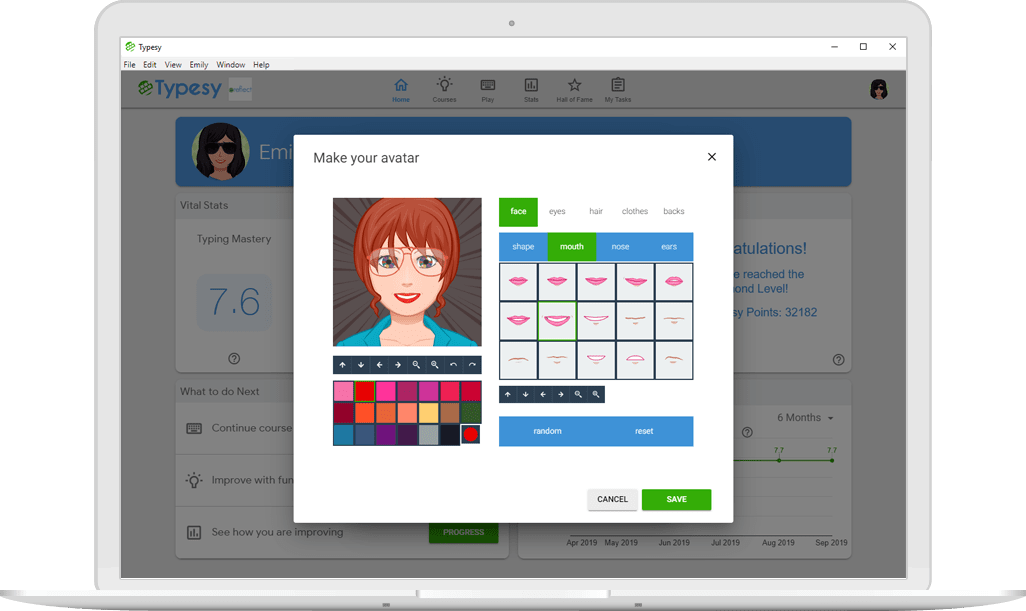 Typesy
File Edit View Emily Window Help
Typesy
Home Courses Play Stats Hall of Fame My Tasks
Emi
Make your avatar
face eyes hair clothes backs
shape mouth nose ears
random reset
CANCEL SAVE
Vital Stats
Typing Mastery
7.6
atulations!
e reached the
ond Level!
sy Points: 32182
What to do Next
Continue course
Improve with fun
See how you are improving
PROGRESS
6 Months
7.7 7.7
Apr 2019 May 2019 Jun 2019 Jul 2019 Aug 2019 Sep 2019